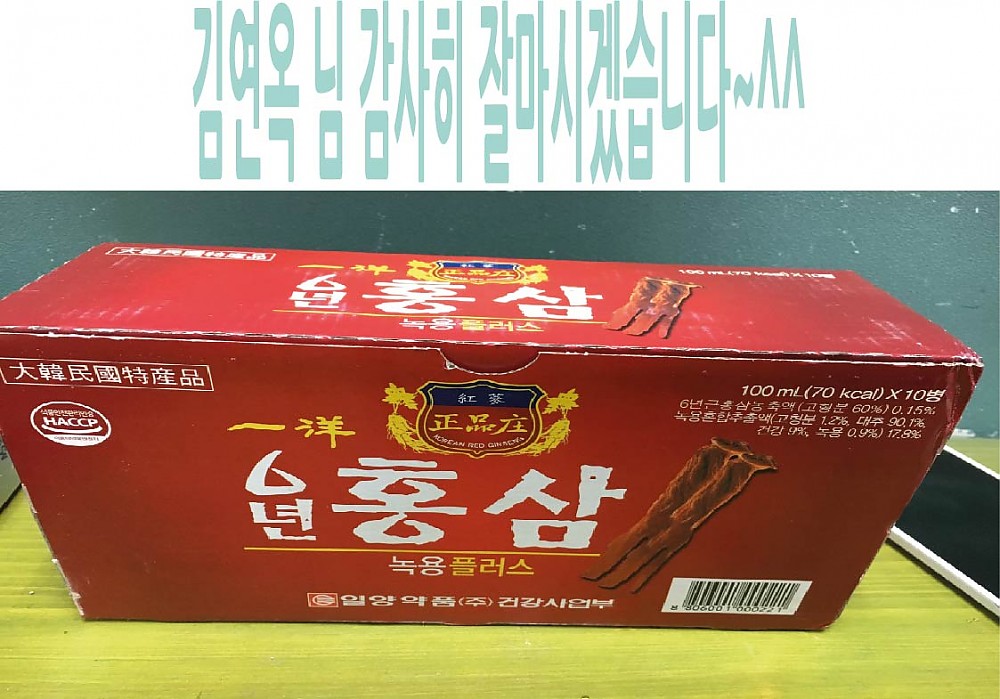 김연옥 님 감사히 잘마시겠습니다~^^
大韓民國特産品
一洋
紅蔘
正品庄
100 mL(70 kcal) X 10병
6년 홍삼
녹용플러스
大韓民國特産品
HACCP
一洋
紅蔘
正品庄
KOREAN RED GINSENG
100 mL (70 kcal) X 10병
6년근홍삼농축액(고형분 60%) 0.15%,
녹용혼합추출액(고형분 1.2%, 대추 90.1%,
건강 9%, 녹용 0.9%) 17.8%
6년 홍삼
녹용플러스
일양약품(주) 건강사업부
8 806001 000221